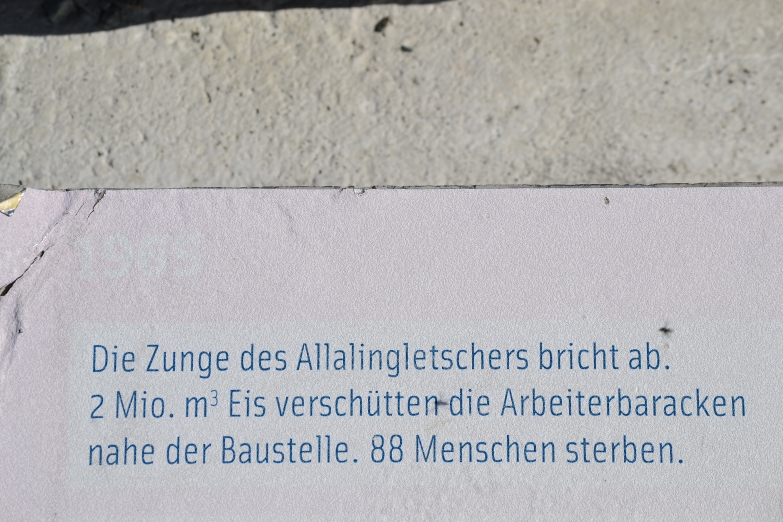 1965
Die Zunge des Allalingletschers bricht ab.
2 Mio. m³ Eis verschütten die Arbeiterbaracken
nahe der Baustelle. 88 Menschen sterben.